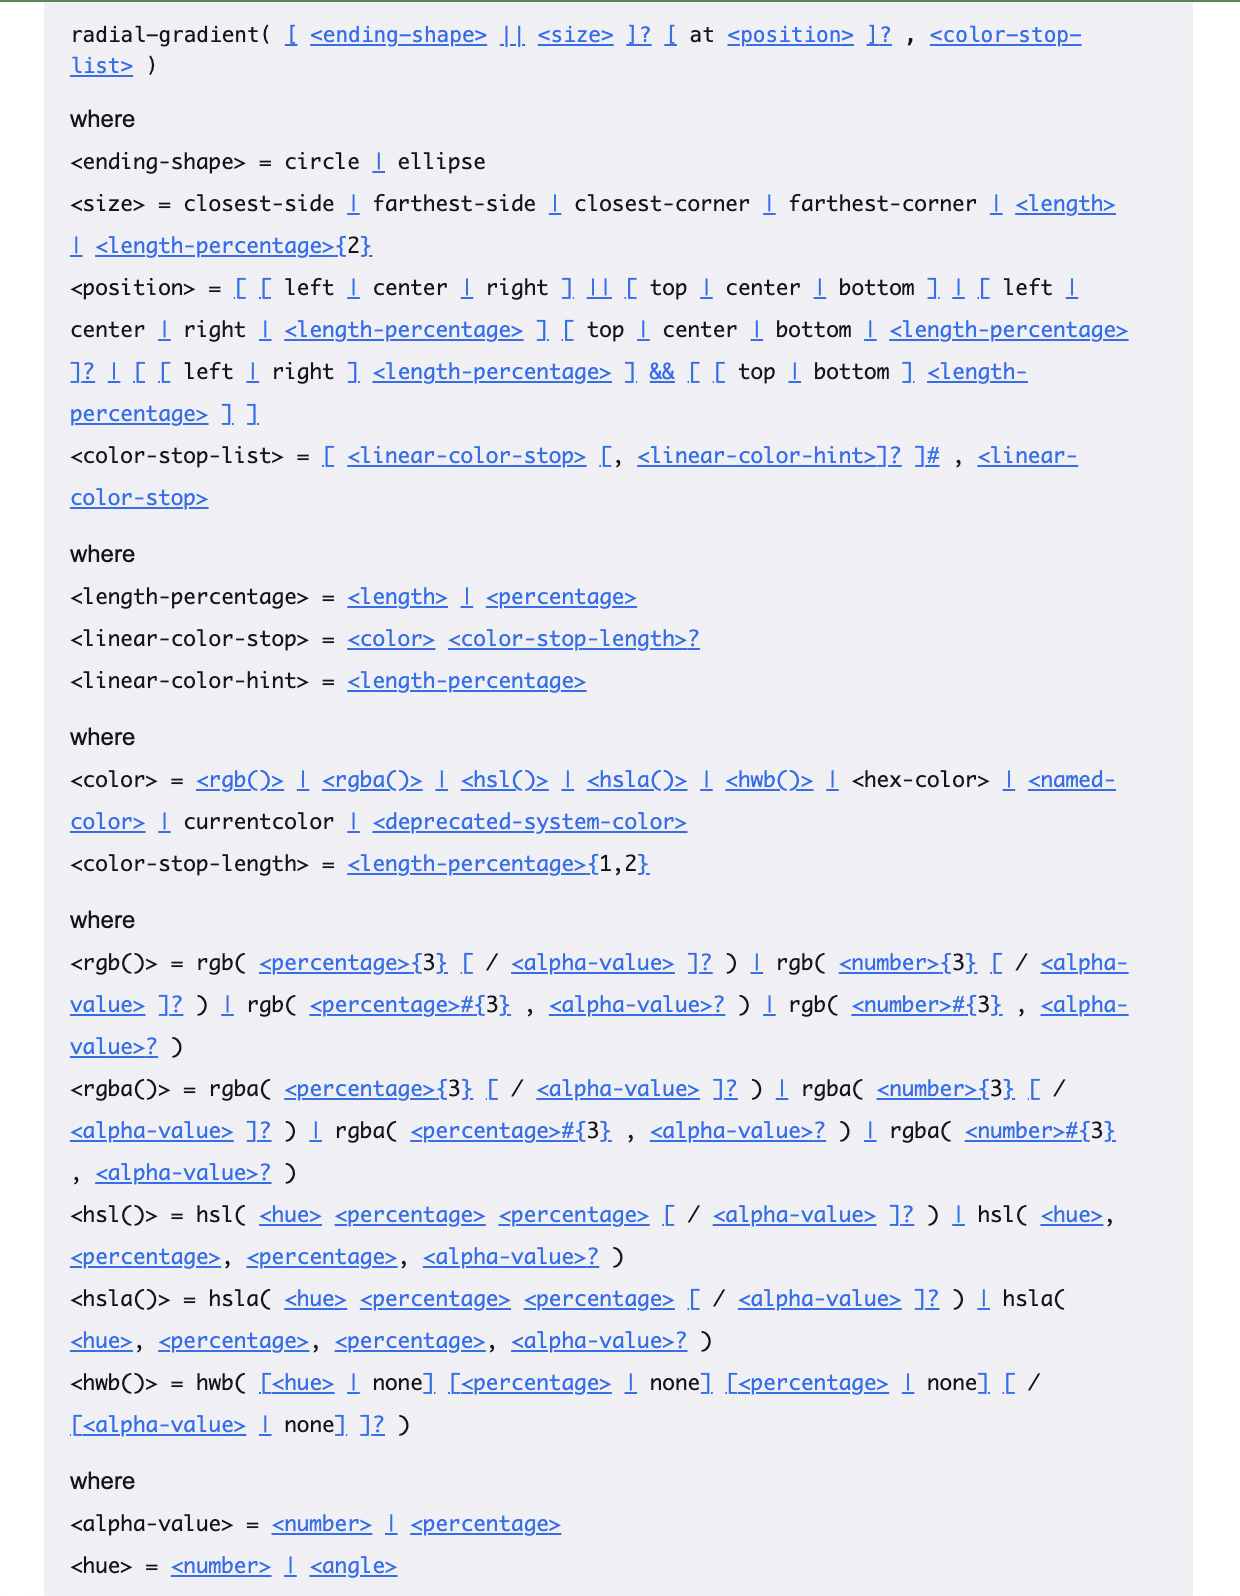 radial-gradient( [ <ending-shape> || <size> ]? [ at <position> ]? , <color-stop-
list> )
where
<ending-shape> = circle | ellipse
<size> = closest-side | farthest-side | closest-corner | farthest-corner | <length>
| <length-percentage>{2}
<position> = [ [ left | center | right ] || [ top | center | bottom ] | [ left |
center | right | <length-percentage> ] [ top | center | bottom | <length-percentage>
]? | [ [ left | right ] <length-percentage> ] && [ [ top | bottom ] <length-
percentage> ] ]
<color-stop-list> = [ <linear-color-stop> [, <linear-color-hint>]? ]# , <linear-
color-stop>
where
<length-percentage> = <length> | <percentage>
<linear-color-stop> = <color> <color-stop-length>?
<linear-color-hint> = <length-percentage>
where
<color> = <rgb()> | <rgba()> | <hsl()> | <hsla()> | <hwb()> | <hex-color> | <named-
color> | currentcolor | <deprecated-system-color>
<color-stop-length> = <length-percentage>{1,2}
where
<rgb()> = rgb( <percentage>{3} [ / <alpha-value> ]? ) | rgb( <number>{3} [ / <alpha-
value> ]? ) | rgb( <percentage>#{3} , <alpha-value>? ) | rgb( <number>#{3} , <alpha-
value>? )
<rgba()> = rgba( <percentage>{3} [ / <alpha-value> ]? ) | rgba( <number>{3} [ /
<alpha-value> ]? ) | rgba( <percentage>#{3} , <alpha-value>? ) | rgba( <number>#{3}
, <alpha-value>? )
<hsl()> = hsl( <hue> <percentage> <percentage> [ / <alpha-value> ]? ) | hsl( <hue>,
<percentage>, <percentage>, <alpha-value>? )
<hsla()> = hsla( <hue> <percentage> <percentage> [ / <alpha-value> ]? ) | hsla(
<hue>, <percentage>, <percentage>, <alpha-value>? )
<hwb()> = hwb( [<hue> | none] [<percentage> | none] [<percentage> | none] [ /
[<alpha-value> | none] ]? )
where
<alpha-value> = <number> | <percentage>
<hue> = <number> | <angle>